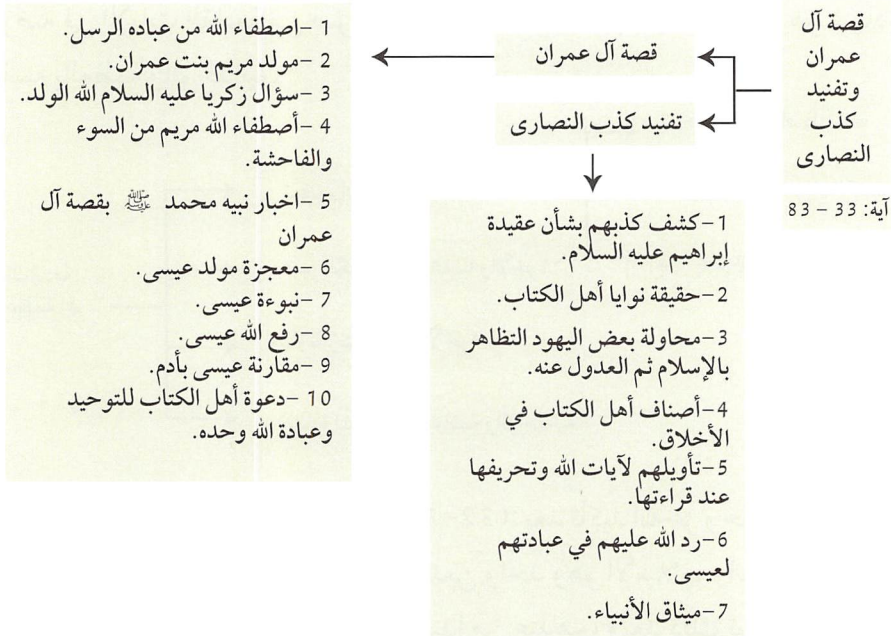 قصة آل
عمران
وتفنيد
كذب
النصارى
آية: 33 – 83
قصة آل عمران
تفنيد كذب النصارى
1 –اصطفاء الله من عباده الرسل.
2 –مولد مريم بنت عمران.
3 –سؤال زكريا عليه السلام الله الولد.
4 –أصطفاء الله مريم من السوء
والفاحشة.
5 –اخبار نبيه محمد ﷺ بقصة آل
عمران
6 –معجزة مولد عيسى.
7 –نبوءة عيسى.
8 –رفع الله عيسى.
9 –مقارنة عيسى بأدم.
10 –دعوة أهل الكتاب للتوحيد
وعبادة الله وحده.
1–كشف كذبهم بشأن عقيدة
إبراهيم عليه السلام.
2–حقيقة نوايا أهل الكتاب.
3–محاولة بعض اليهود التظاهر
بالإسلام ثم العدول عنه.
4–أصناف أهل الكتاب في
الأخلاق.
5–تأويلهم لآيات الله وتحريفها
عند قراءتها.
6–رد الله عليهم في عبادتهم
لعيسى.
7–ميثاق الأنبياء.